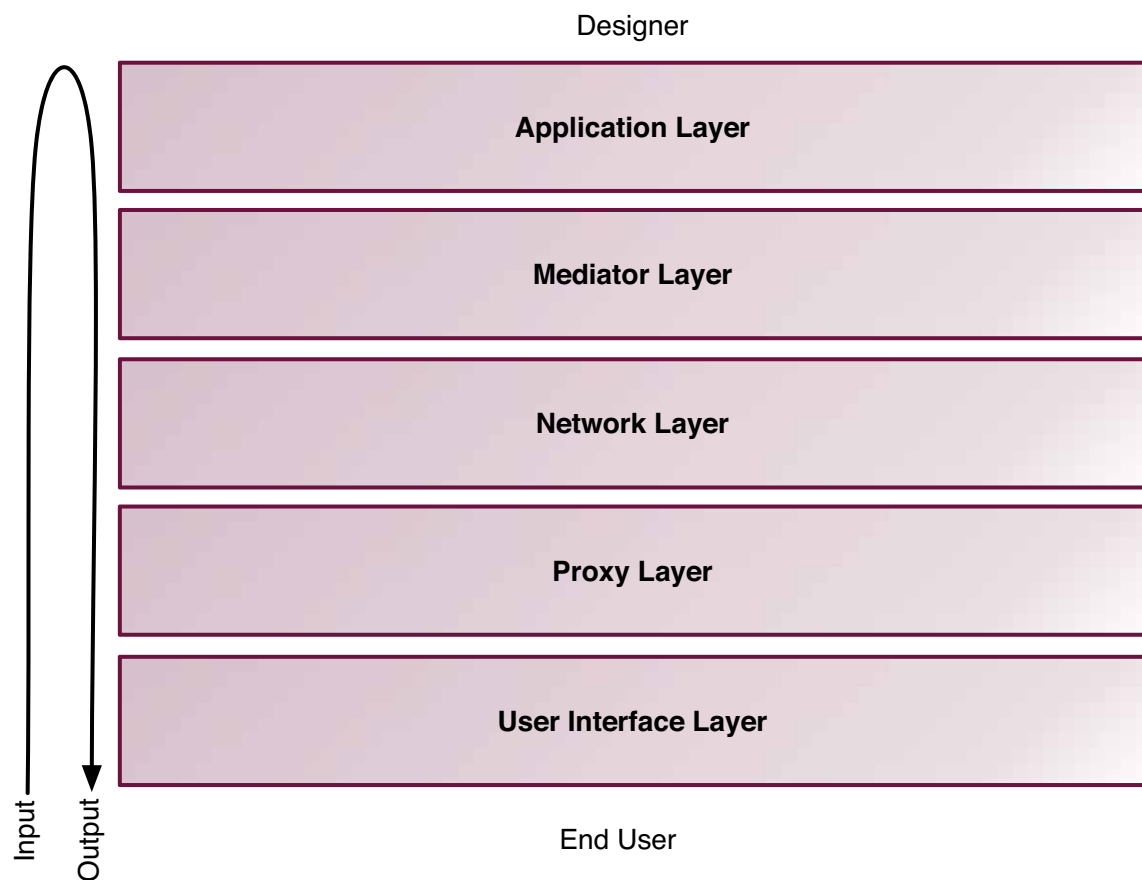 Designer
Application Layer
Mediator Layer
Network Layer
Proxy Layer
User Interface Layer
Input
Output
End User